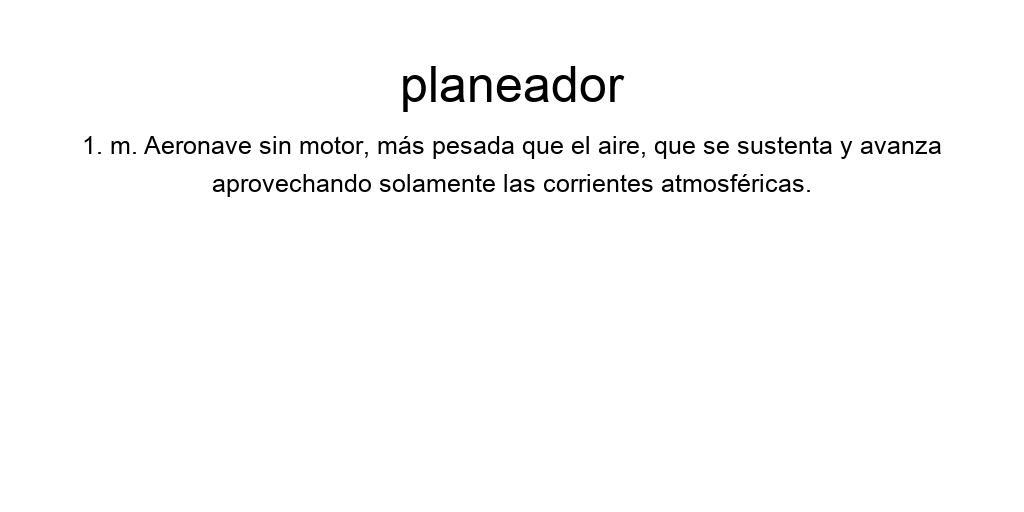 planeador
1. m. Aeronave sin motor, más pesada que el aire, que se sustenta y avanza
aprovechando solamente las corrientes atmosféricas.